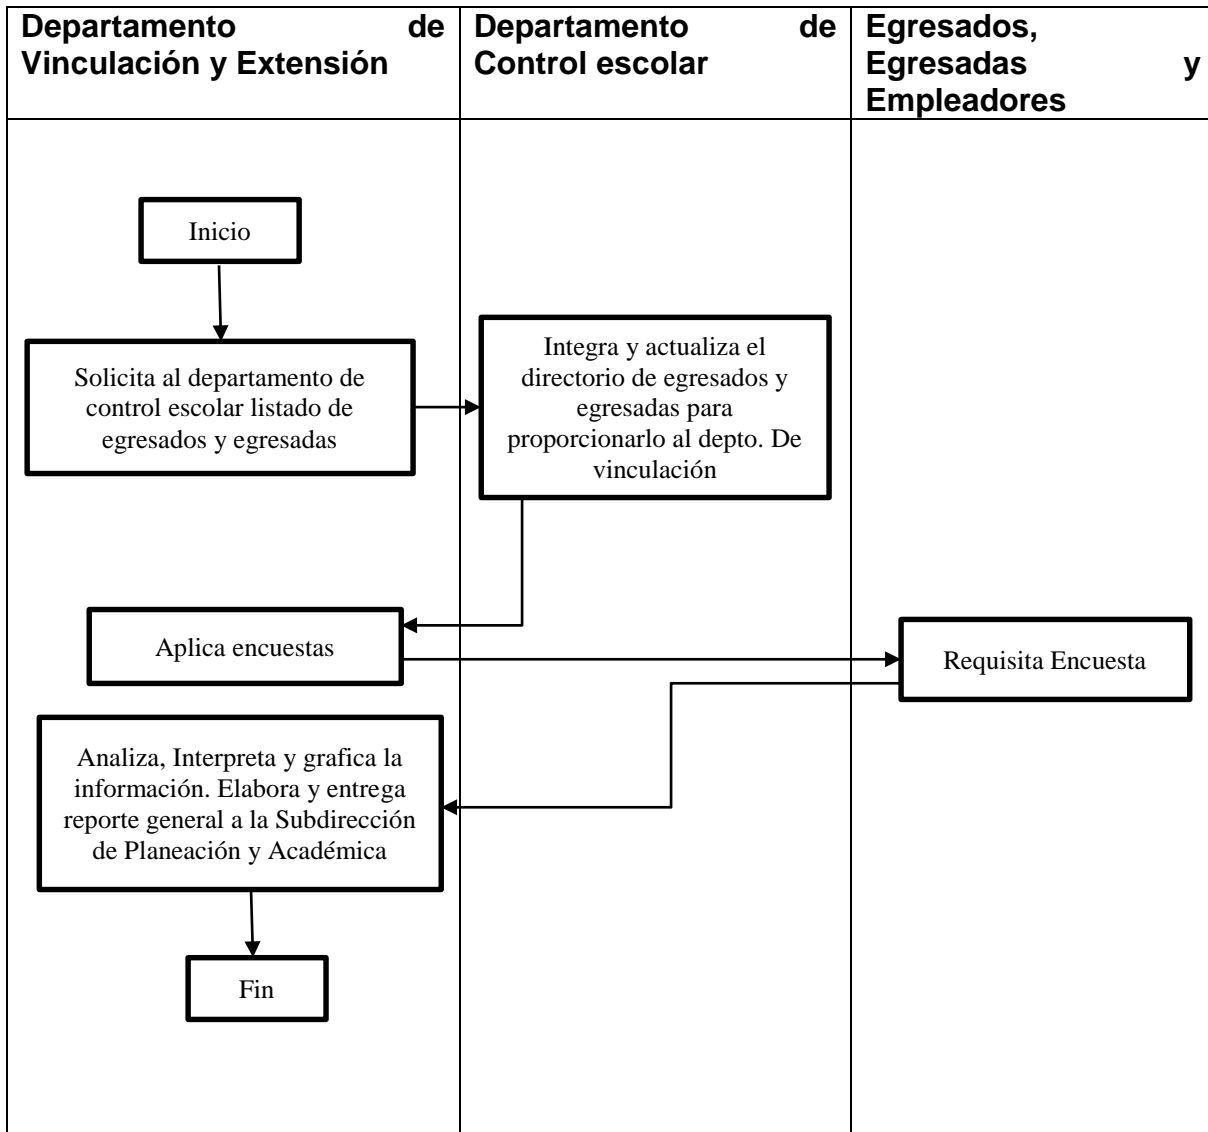 Departamento de
Vinculación y Extensión
Departamento de
Control escolar
Egresados,
Egresadas y
Empleadores
Inicio
Solicita al departamento de
control escolar listado de
egresados y egresadas
Integra y actualiza el
directorio de egresados y
egresadas para
proporcionarlo al depto. De
vinculación
Aplica encuestas
Requisita Encuesta
Analiza, Interpreta y grafica la
información. Elabora y entrega
reporte general a la Subdirección
de Planeación y Académica
Fin